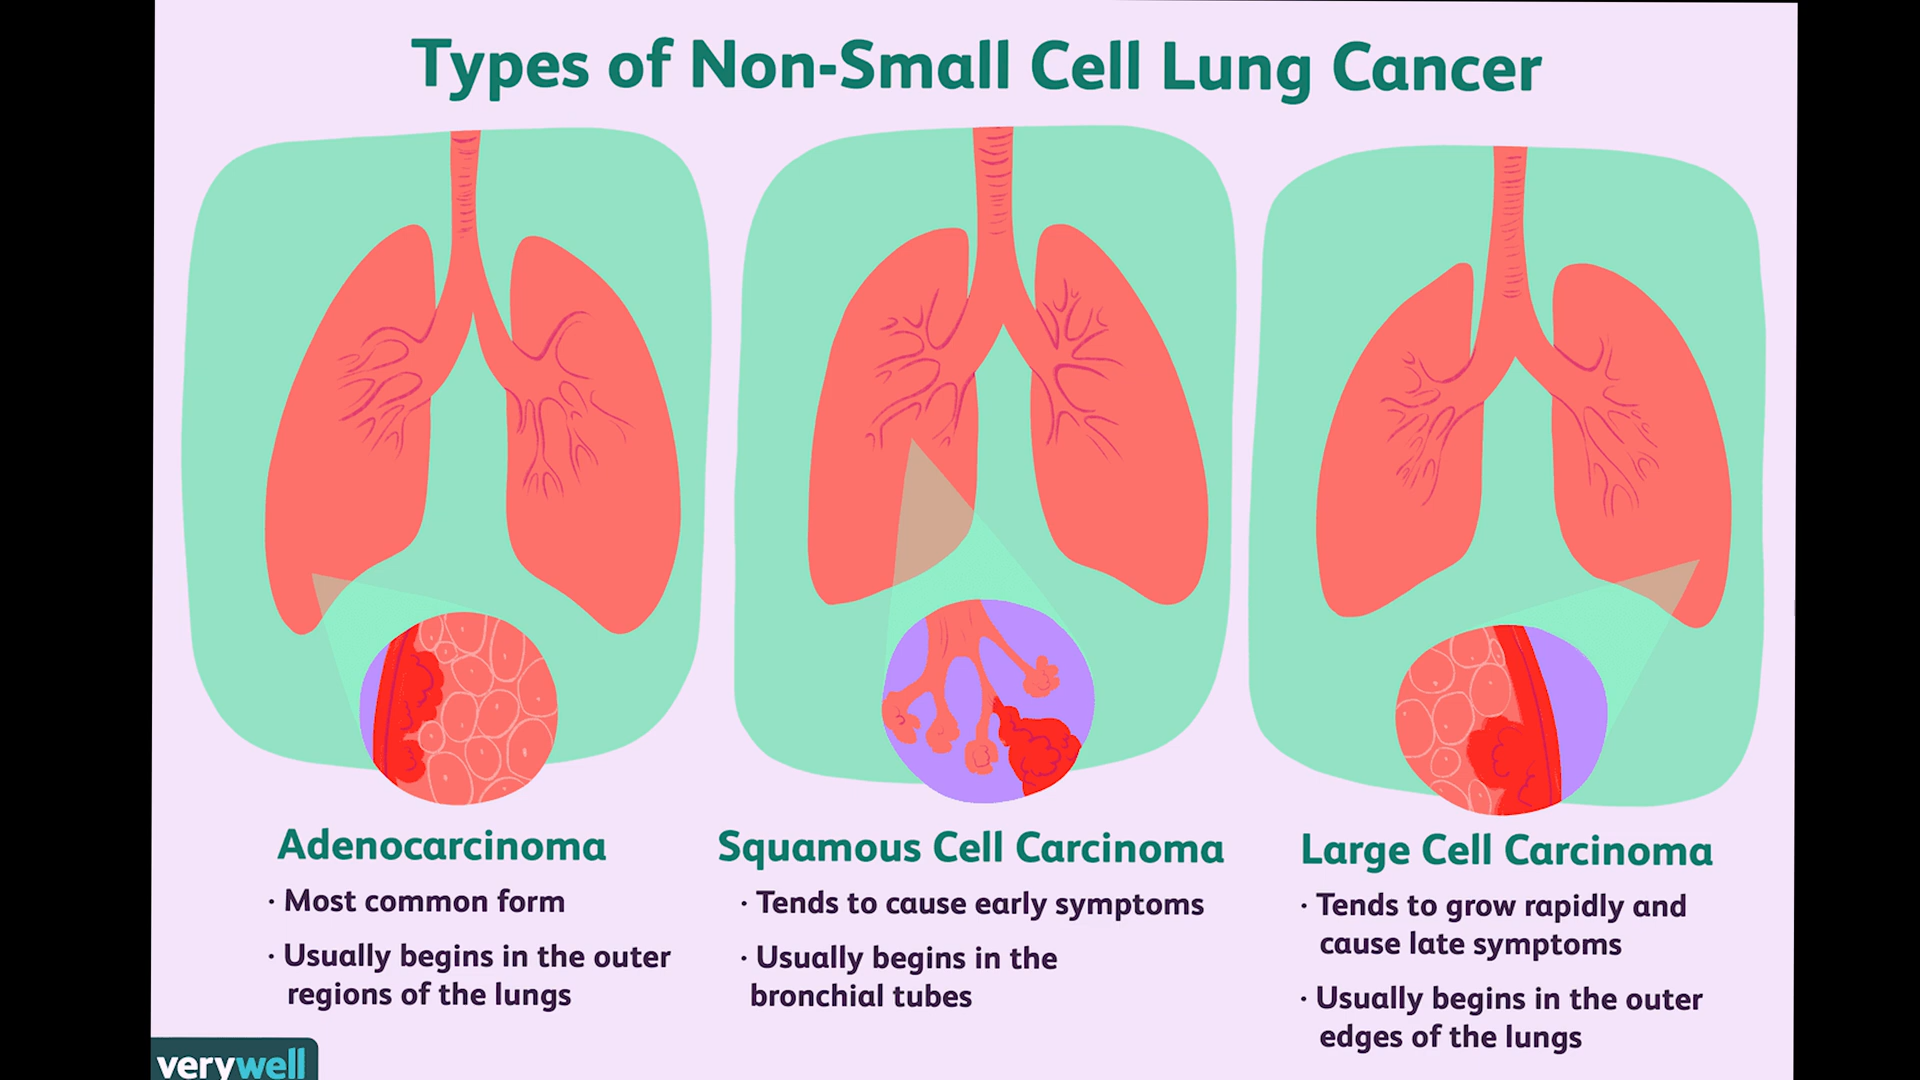 Types of Non-Small Cell Lung Cancer
Adenocarcinoma
· Most common form
· Usually begins in the outer
regions of the lungs
Squamous Cell Carcinoma
· Tends to cause early symptoms
· Usually begins in the
bronchial tubes
Large Cell Carcinoma
· Tends to grow rapidly and
cause late symptoms
· Usually begins in the outer
edges of the lungs
verywell